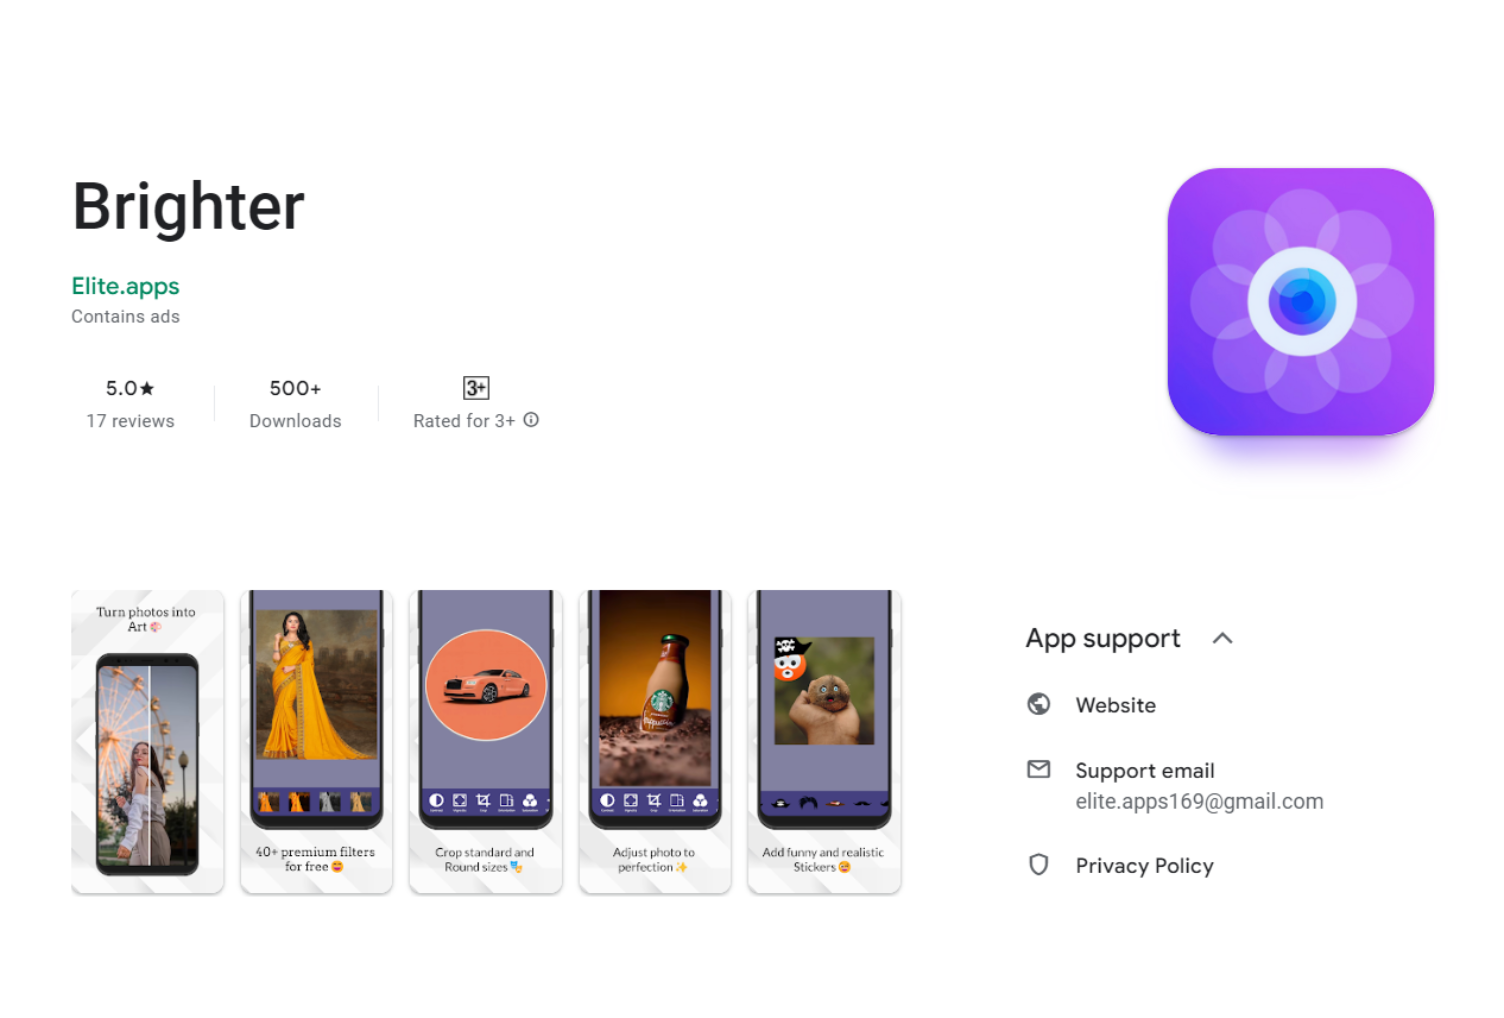 Brighter
Elite.apps
Contains ads
5.0★
17 reviews
500+
Downloads
3+
Rated for 3+
Turn photos into
Art
40+ premium filters
for free 😄
Crop standard and
Round sizes 🎭
Adjust photo to
perfection ✨
Add funny and realistic
Stickers
App support
Website
Support email
elite.apps169@gmail.com
Privacy Policy